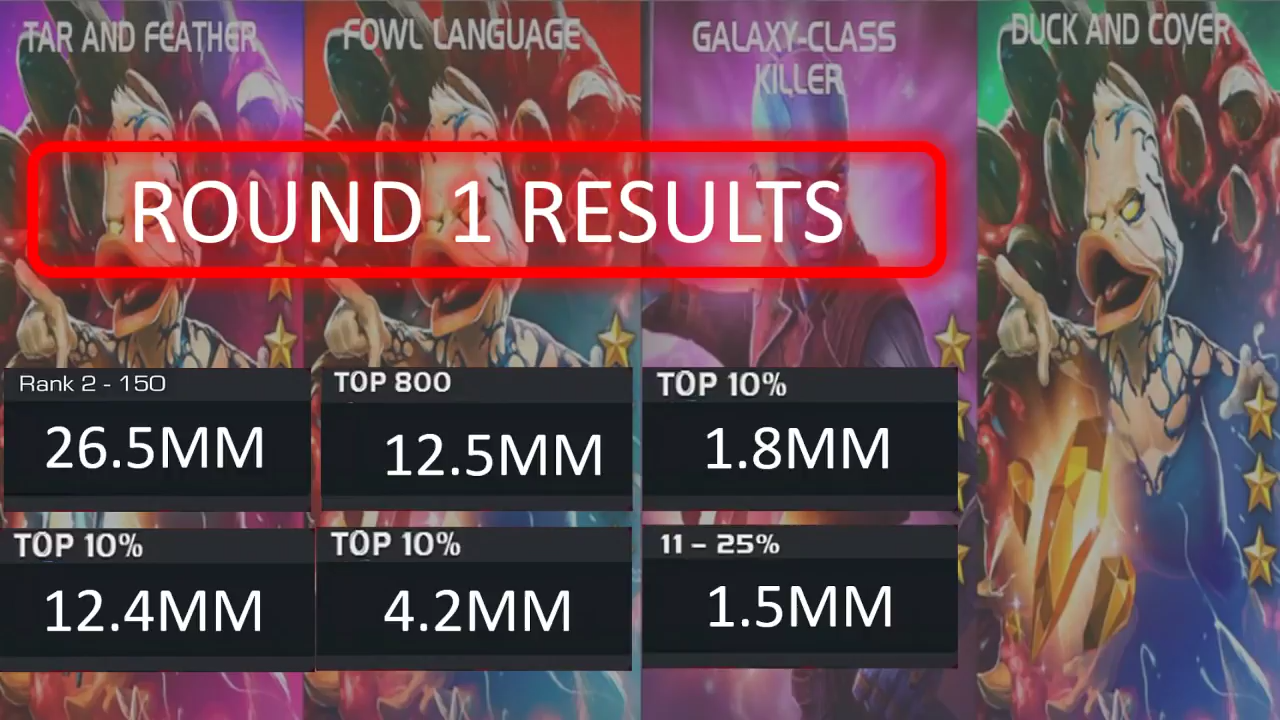 TAR AND FEATHER
FOWL LANGUAGE
GALAXY-CLASS
KILLER
DUCK AND COVER
ROUND 1 RESULTS
Rank 2 - 150
26.5MM
TOP 800
12.5MM
TOP 10%
1.8MM
TOP 10%
12.4MM
TOP 10%
4.2MM
11 – 25%
1.5MM